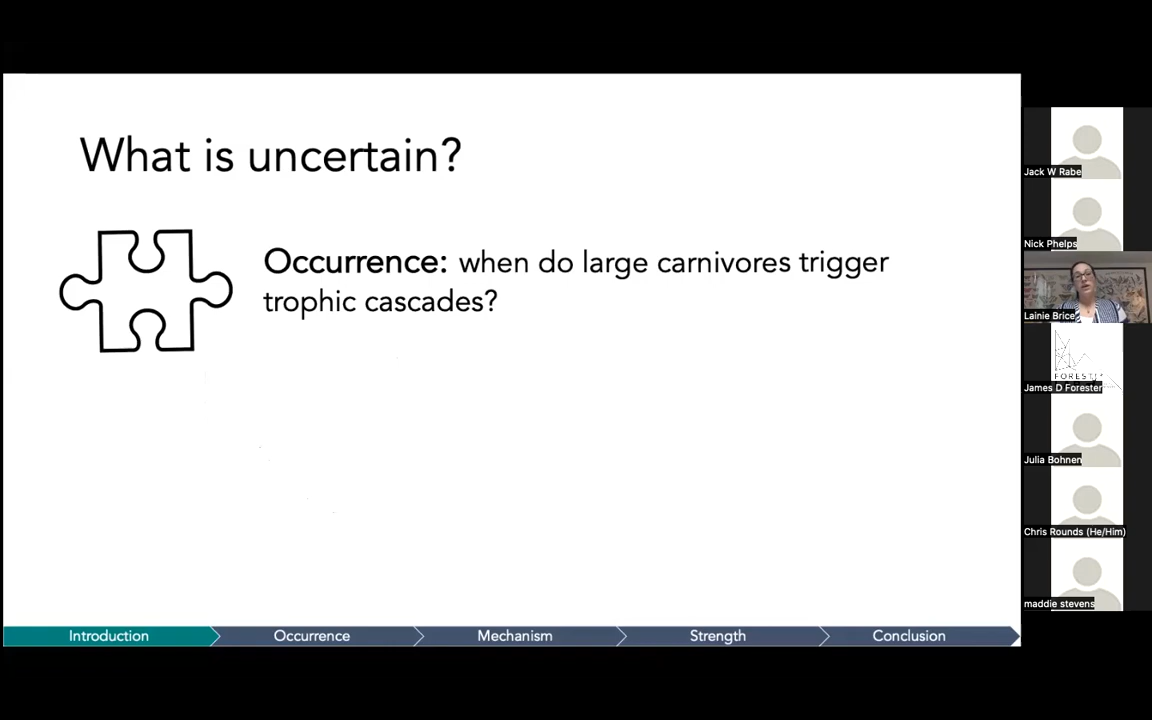 What is uncertain?
Occurrence: when do large carnivores trigger
trophic cascades?
Introduction
Occurrence
Mechanism
Strength
Conclusion
Jack W Rabe
Nick Phelps
Lainie Brice
James D Forester
Julia Bohnen
Chris Rounds (He/Him)
maddie stevens